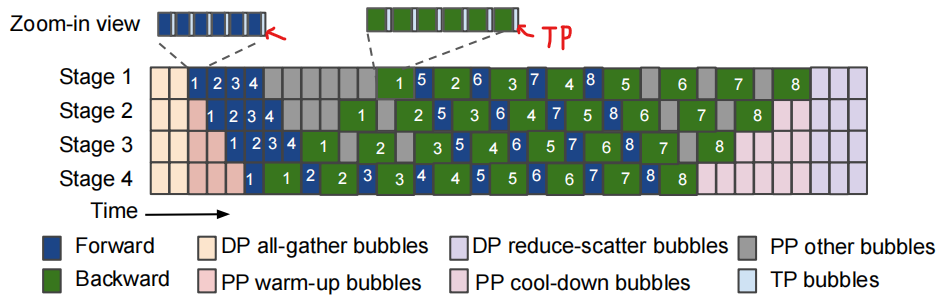 Zoom-in view
TP
Stage 1 1 2 3 4 1 5 2 6 3 7 4 8 5 6 7 8
Stage 2 1 2 3 4 1 2 5 3 6 4 7 5 8 6 7 8
Stage 3 1 2 3 4 1 2 3 5 4 6 5 7 6 8 7 8
Stage 4 1 1 2 2 3 3 4 4 5 5 6 6 7 7 8 8
Time
Forward DP all-gather bubbles DP reduce-scatter bubbles PP other bubbles
Backward PP warm-up bubbles PP cool-down bubbles TP bubbles